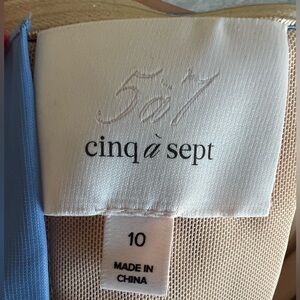 5à7
cinq à sept
10
MADE IN
CHINA